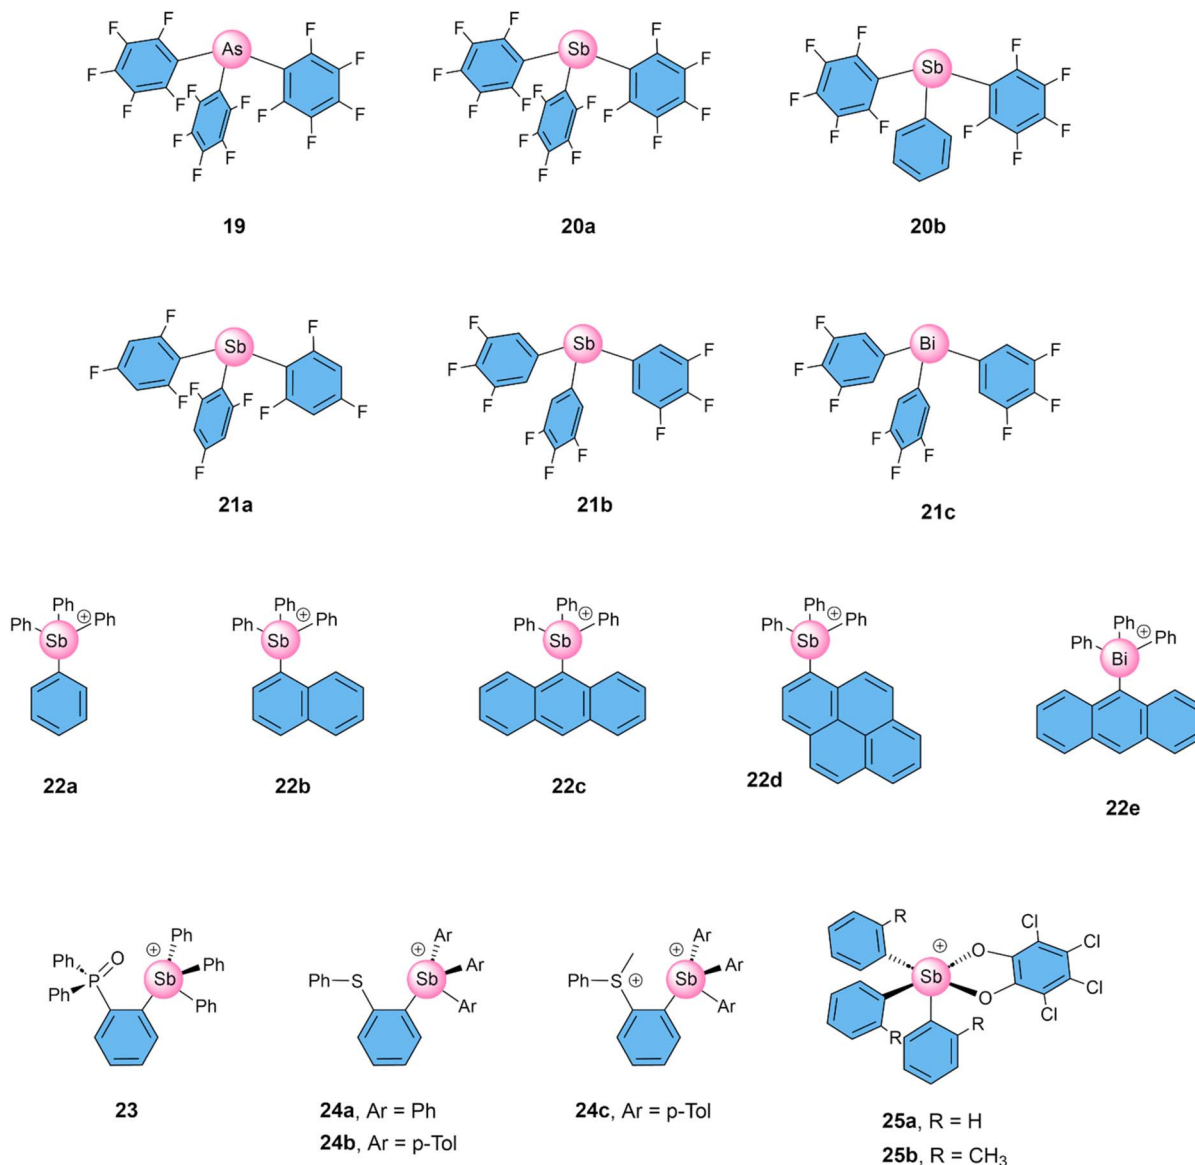 F F As F F F F F F F F F F F F F F F
19
F F Sb F F F F F F F F F F F F F F F
20a
F F Sb F F F F F F F F
20b
F Sb F F F F F F F F
21a
F Sb F F F F F F F F
21b
F Bi F F F F F F F F
21c
Ph Ph ⊕ Ph Sb
22a
Ph Ph ⊕ Ph Sb
22b
Ph Ph ⊕ Ph Sb
22c
Ph Ph ⊕ Ph Sb
22d
Ph Ph ⊕ Ph Bi
22e
Ph P O Ph ⊕ Ph Sb Ph Ph
23
Ph S ⊕ Ar Sb Ar Ar
24a, Ar = Ph
24b, Ar = p-Tol
Ph S ⊕ ⊕ Ar Sb Ar Ar
24c, Ar = p-Tol
R ⊕ Sb O O R R Cl Cl Cl Cl
25a, R = H
25b, R = CH3